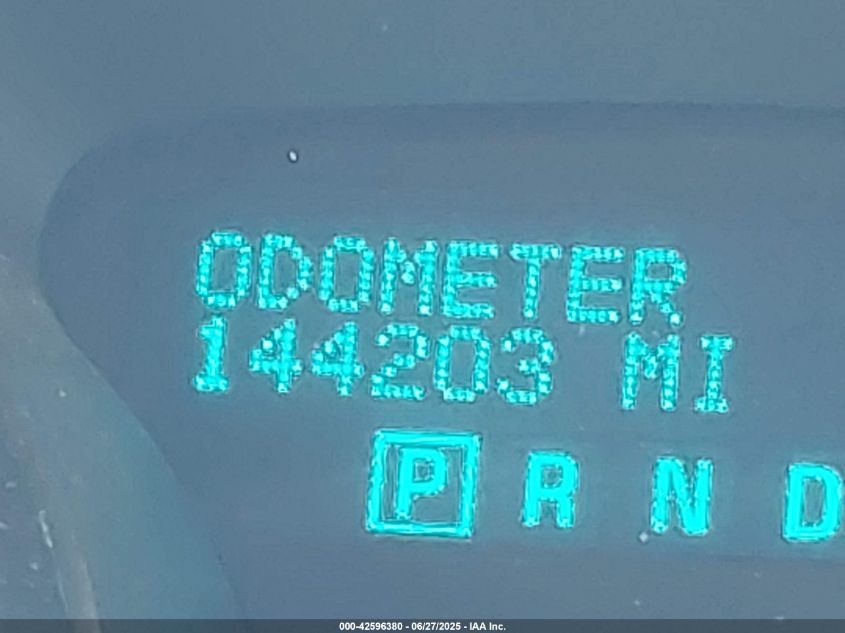 ODOMETER
144203 MI
P R N D
000-42596380 - 06/27/2025 - IAA Inc.